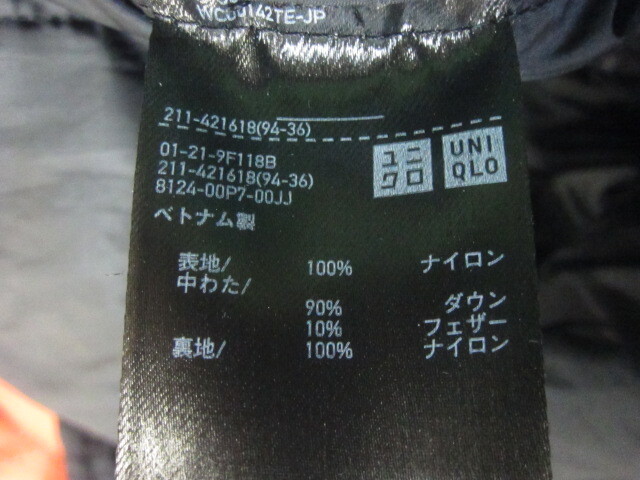 WC00142TE-JP
211-421618(94-36)
01-21-9F118B
211-421618(94-36)
8124-00P7-00JJ
ユニ
クロ
UNI
QLO
ベトナム製
表地/ 100% ナイロン
中わた/
90% ダウン
10% フェザー
裏地/ 100% ナイロン